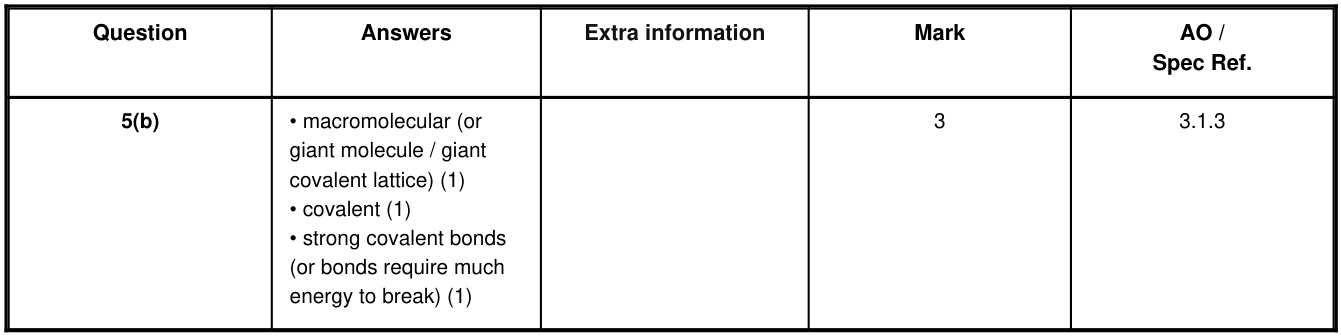 Question Answers Extra information Mark AO /
Spec Ref.
5(b) • macromolecular (or 3 3.1.3
giant molecule / giant
covalent lattice) (1)
• covalent (1)
• strong covalent bonds
(or bonds require much
energy to break) (1)